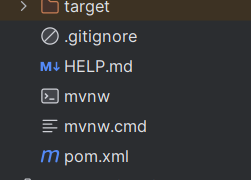 target
.gitignore
M↓ HELP.md
mvnw
mvnw.cmd
m pom.xml